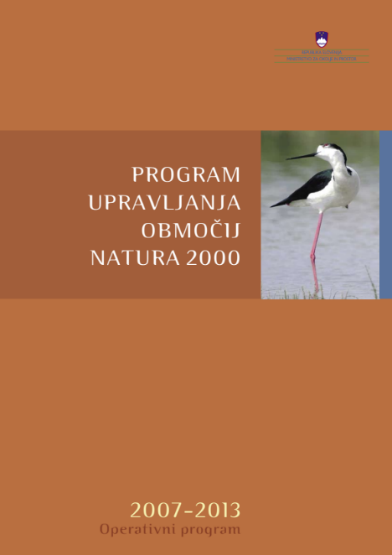 PROGRAM
UPRAVLJANJA
OBMOČIJ
NATURA 2000
2007-2013
Operativni program